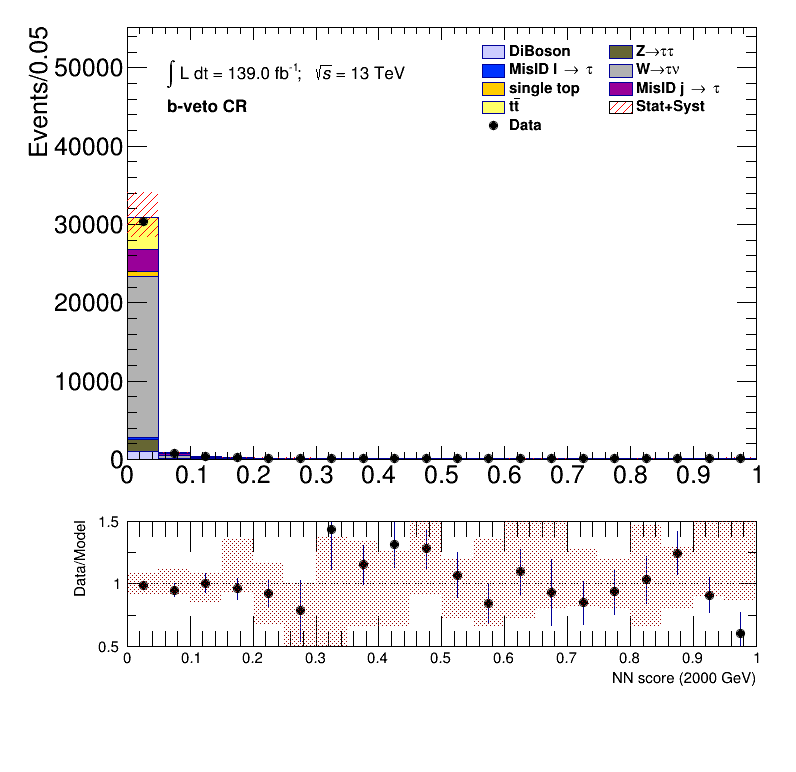 Events/0.05
50000
40000
30000
20000
10000
0
∫ L dt = 139.0 fb⁻¹; √s = 13 TeV
b-veto CR
DiBoson
MisID l → τ
single top
tt̄
Data
Z→ττ
W→τν
MisID j → τ
Stat+Syst
0 0.1 0.2 0.3 0.4 0.5 0.6 0.7 0.8 0.9 1
Data/Model
1.5
1
0.5
0 0.1 0.2 0.3 0.4 0.5 0.6 0.7 0.8 0.9 1
NN score (2000 GeV)